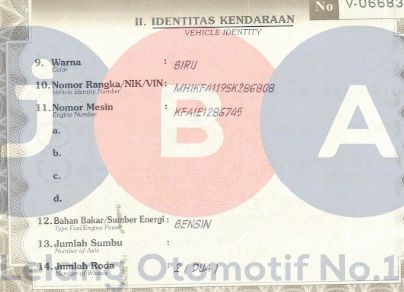 No V-06683
II. IDENTITAS KENDARAAN
VEHICLE IDENTITY
9. Warna : BIRU
Color
10. Nomor Rangka/NIK/VIN : MH1KFA119SK286808
Vehicle Identity Number
11. Nomor Mesin : KFA1E1286745
Engine Number
a.
b.
c.
d.
12. Bahan Bakar/Sumber Energi : BENSIN
Type Fuel/Engine Power
13. Jumlah Sumbu :
Number of Axis
14. Jumlah Roda : 2 (DUA)
Number of Wheels
J B A
Lelang Otomotif No.1